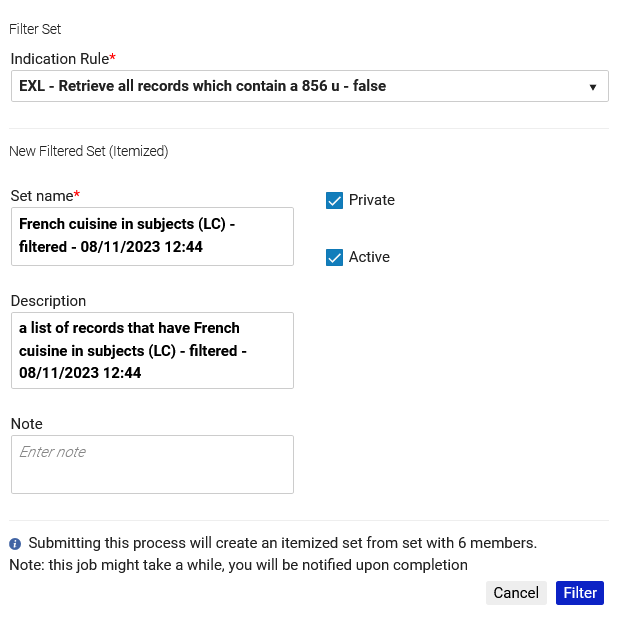 Filter Set
Indication Rule*
EXL - Retrieve all records which contain a 856 u - false
New Filtered Set (Itemized)
Set name*
French cuisine in subjects (LC) -
filtered - 08/11/2023 12:44
Private
Active
Description
a list of records that have French
cuisine in subjects (LC) - filtered -
08/11/2023 12:44
Note
Enter note
Submitting this process will create an itemized set from set with 6 members.
Note: this job might take a while, you will be notified upon completion
Cancel
Filter